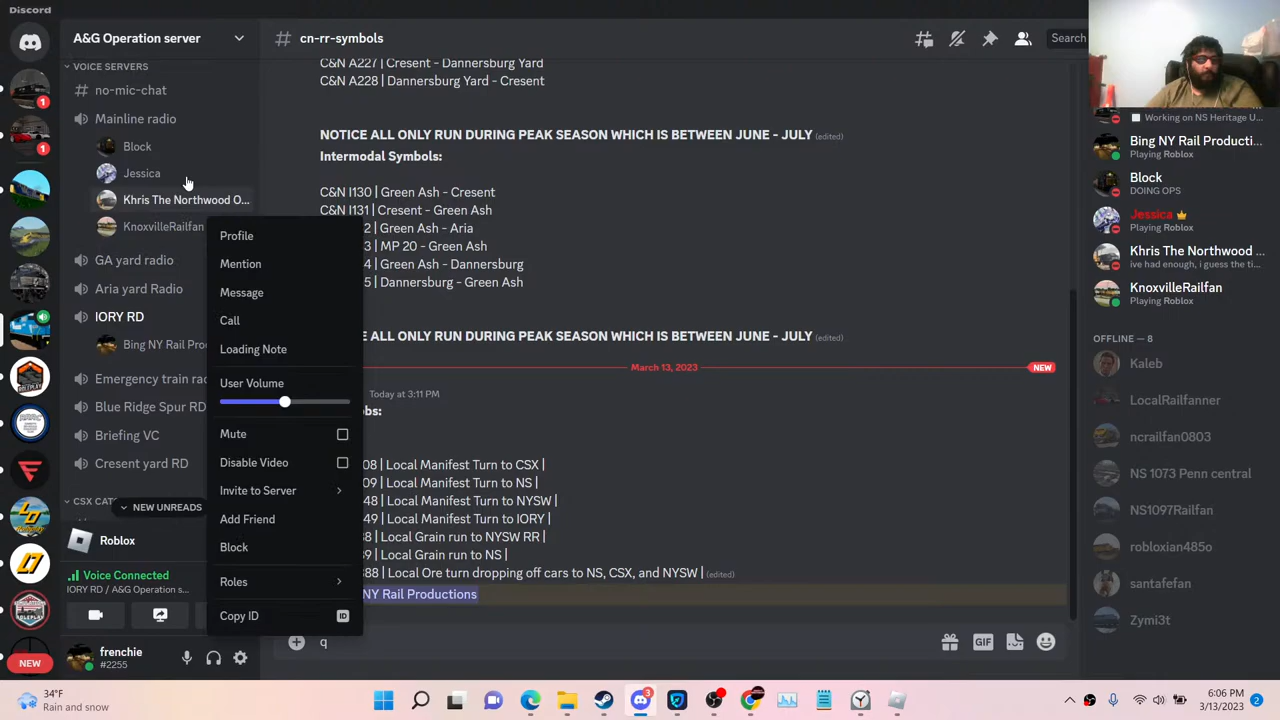 Discord
A&G Operation server
cn-rr-symbols
Search
VOICE SERVERS
no-mic-chat
Mainline radio
Block
Jessica
Khris The Northwood O...
KnoxvilleRailfan
GA yard radio
Aria yard Radio
IORY RD
Bing NY Rail Pro
Emergency train rad
Blue Ridge Spur RD
Briefing VC
Cresent yard RD
CSX CAT
NEW UNREADS
Roblox
Voice Connected
IORY RD / A&G Operation s...
frenchie
#2255
1
1
NEW
Profile
Mention
Message
Call
Loading Note
User Volume
Mute
Disable Video
Invite to Server
Add Friend
Block
Roles
Copy ID
ID
C&N A227 | Cresent - Dannersburg Yard
C&N A228 | Dannersburg Yard - Cresent
NOTICE ALL ONLY RUN DURING PEAK SEASON WHICH IS BETWEEN JUNE - JULY (edited)
Intermodal Symbols:
C&N I130 | Green Ash - Cresent
C&N I131 | Cresent - Green Ash
2 | Green Ash - Aria
3 | MP 20 - Green Ash
4 | Green Ash - Dannersburg
5 | Dannersburg - Green Ash
E ALL ONLY RUN DURING PEAK SEASON WHICH IS BETWEEN JUNE - JULY (edited)
March 13, 2023
NEW
Today at 3:11 PM
bs:
08 | Local Manifest Turn to CSX |
09 | Local Manifest Turn to NS |
48 | Local Manifest Turn to NYSW |
49 | Local Manifest Turn to IORY |
38 | Local Grain run to NYSW RR |
39 | Local Grain run to NS |
388 | Local Ore turn dropping off cars to NS, CSX, and NYSW | (edited)
NY Rail Productions
q
GIF
Working on NS Heritage U...
Bing NY Rail Producti...
Playing Roblox
Block
DOING OPS
Jessica
Playing Roblox
Khris The Northwood ...
ive had enough, i guess the ti...
KnoxvilleRailfan
Playing Roblox
OFFLINE — 8
Kaleb
LocalRailfanner
ncrailfan0803
NS 1073 Penn central
NS1097Railfan
robloxian485o
santafefan
Zymi3t
34°F
Rain and snow
3
6:06 PM
3/13/2023
2